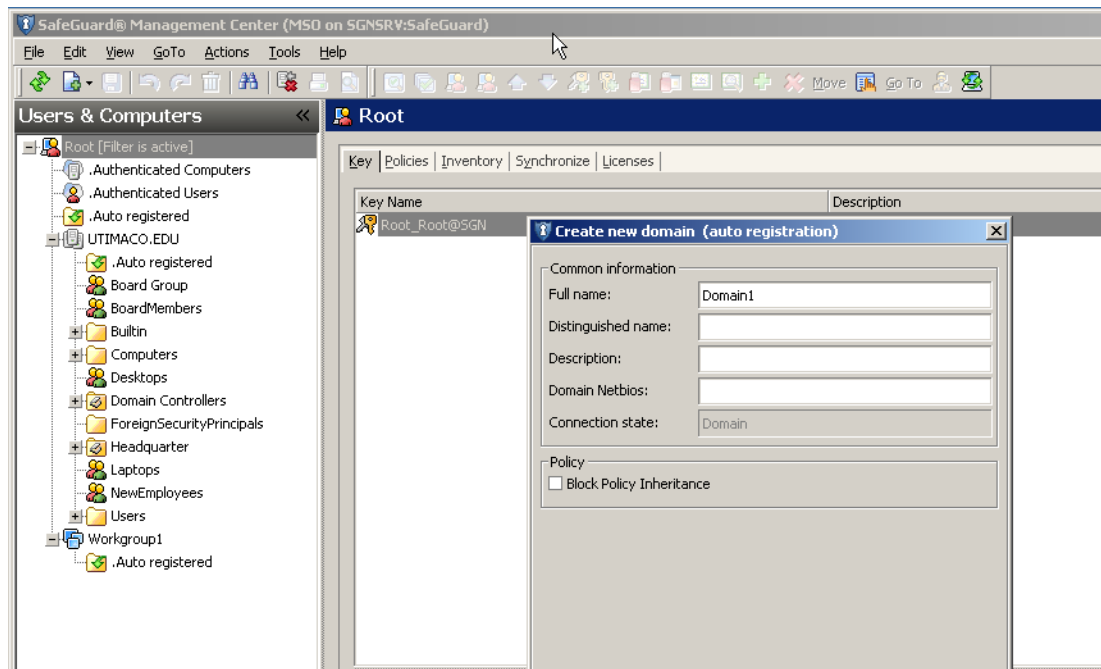 SafeGuard® Management Center (MSO on SGNSRV:SafeGuard)
File Edit View GoTo Actions Tools Help
Move Go To
Users & Computers «
Root
Root [Filter is active]
.Authenticated Computers
.Authenticated Users
.Auto registered
UTIMACO.EDU
.Auto registered
Board Group
BoardMembers
Builtin
Computers
Desktops
Domain Controllers
ForeignSecurityPrincipals
Headquarter
Laptops
NewEmployees
Users
Workgroup1
.Auto registered
Key Policies Inventory Synchronize Licenses
Key Name Description
Root_Root@SGN
Create new domain (auto registration)
Common information
Full name: Domain1
Distinguished name:
Description:
Domain Netbios:
Connection state: Domain
Policy
Block Policy Inheritance